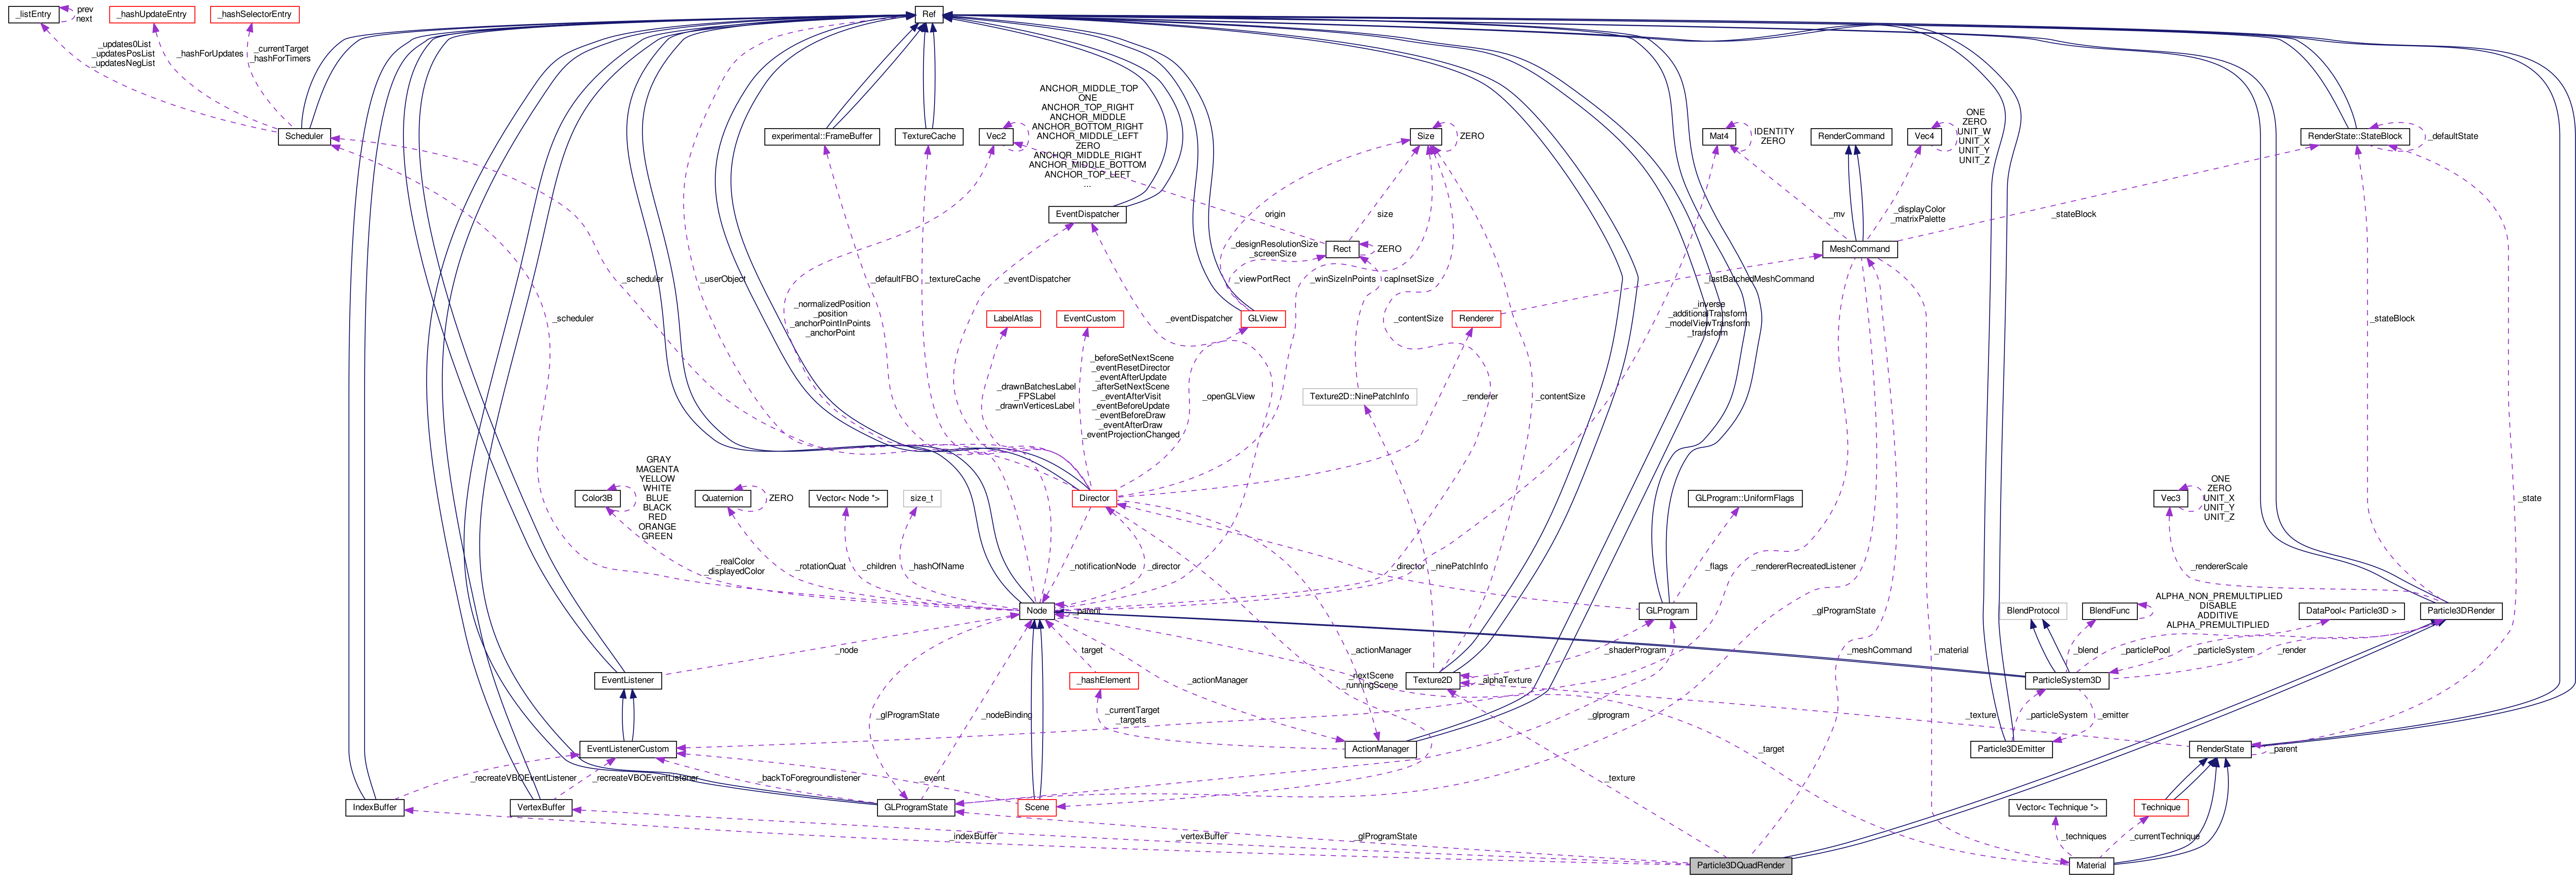 _listEntry
prev
next
_hashUpdateEntry
_hashSelectorEntry
Ref
_updates0List
_updatesPosList
_updatesNegList
_hashForUpdates
_currentTarget
_hashForTimers
ANCHOR_MIDDLE_TOP
ONE
ANCHOR_TOP_RIGHT
ANCHOR_MIDDLE
ANCHOR_BOTTOM_RIGHT
ANCHOR_MIDDLE_LEFT
ZERO
ANCHOR_MIDDLE_RIGHT
ANCHOR_MIDDLE_BOTTOM
ANCHOR_TOP_LEFT
...
Scheduler
experimental::FrameBuffer
TextureCache
Vec2
Size
ZERO
Mat4
IDENTITY
ZERO
RenderCommand
Vec4
ONE
ZERO
UNIT_W
UNIT_X
UNIT_Y
UNIT_Z
RenderState::StateBlock
_defaultState
EventDispatcher
origin
size
_mv
_displayColor
_matrixPalette
_stateBlock
Rect
ZERO
MeshCommand
_designResolutionSize
_screenSize
_scheduler
_userObject
_defaultFBO
_textureCache
_eventDispatcher
_viewPortRect
_winSizeInPoints
capInsetSize
_lastBatchedMeshCommand
_scheduler
_normalizedPosition
_position
_anchorPointInPoints
_anchorPoint
LabelAtlas
EventCustom
_eventDispatcher
GLView
_contentSize
Renderer
_inverse
_additionalTransform
_modelViewTransform
_transform
_stateBlock
_drawnBatchesLabel
_FPSLabel
_drawnVerticesLabel
_beforeSetNextScene
_eventResetDirector
_eventAfterUpdate
_afterSetNextScene
_eventAfterVisit
_eventBeforeUpdate
_eventBeforeDraw
_eventAfterDraw
_eventProjectionChanged
_openGLView
Texture2D::NinePatchInfo
_renderer
_contentSize
Color3B
GRAY
MAGENTA
YELLOW
WHITE
BLUE
BLACK
RED
ORANGE
GREEN
Quaternion
ZERO
Vector< Node *>
size_t
Director
GLProgram::UniformFlags
Vec3
ONE
ZERO
UNIT_X
UNIT_Y
UNIT_Z
_state
_realColor
_displayedColor
_rotationQuat
_children
_hashOfName
_notificationNode
_director
_director
_ninePatchInfo
_flags
_rendererRecreatedListener
_rendererScale
Node
_parent
GLProgram
_glProgramState
BlendProtocol
BlendFunc
ALPHA_NON_PREMULTIPLIED
DISABLE
ADDITIVE
ALPHA_PREMULTIPLIED
DataPool< Particle3D >
Particle3DRender
_node
target
_actionManager
_shaderProgram
_meshCommand
_material
_blend
_particlePool
_particleSystem
_render
EventListener
_actionManager
_hashElement
_nextScene
_runningScene
Texture2D
_alphaTexture
ParticleSystem3D
_glProgramState
_nodeBinding
_currentTarget
_targets
_glprogram
_texture
_particleSystem
_emitter
EventListenerCustom
ActionManager
_target
Particle3DEmitter
RenderState
_parent
_recreateVBOEventListener
_recreateVBOEventListener
_backToForegroundlistener
_event
_texture
IndexBuffer
VertexBuffer
GLProgramState
Scene
Vector< Technique *>
Technique
_indexBuffer
_vertexBuffer
_glProgramState
_techniques
_currentTechnique
Particle3DQuadRender
Material